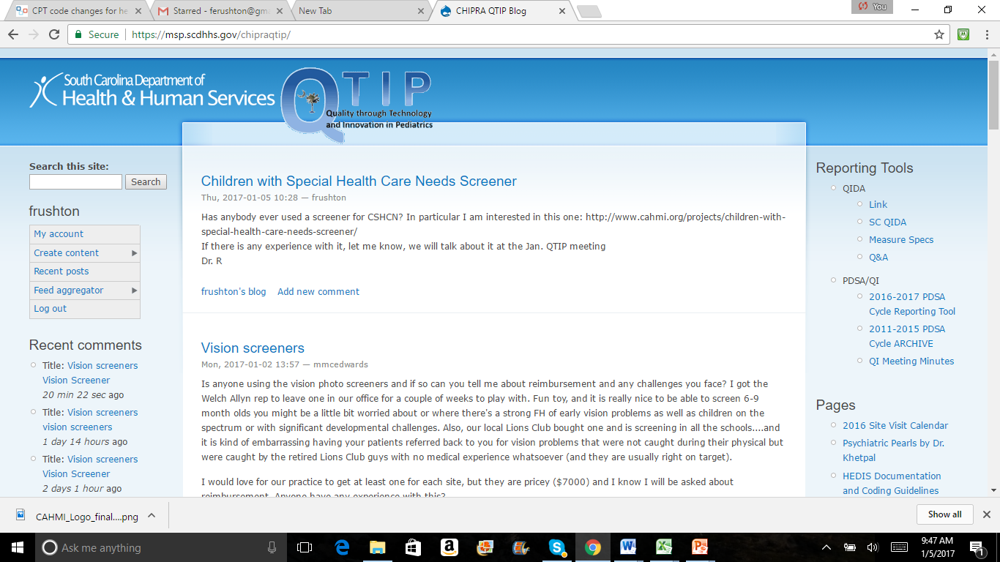 CPT code changes for he
Starred - ferushton@gma
New Tab
CHIPRA QTIP Blog
You
Secure
https://msp.scdhhs.gov/chipraqtip/
South Carolina Department of
Health & Human Services
QTIP
Quality through Technology
and Innovation in Pediatrics
Search this site:
Search
frushton
My account
Create content
Recent posts
Feed aggregator
Log out
Recent comments
Title: Vision screeners
Vision Screener
20 min 22 sec ago
Title: Vision screeners
vision screeners
1 day 14 hours ago
Title: Vision screeners
Vision Screener
2 days 1 hour ago
Children with Special Health Care Needs Screener
Thu, 2017-01-05 10:28 — frushton
Has anybody ever used a screener for CSHCN? In particular I am interested in this one: http://www.cahmi.org/projects/children-with-
special-health-care-needs-screener/
If there is any experience with it, let me know, we will talk about it at the Jan. QTIP meeting
Dr. R
frushton's blog Add new comment
Vision screeners
Mon, 2017-01-02 13:57 — mmcedwards
Is anyone using the vision photo screeners and if so can you tell me about reimbursement and any challenges you face? I got the
Welch Allyn rep to leave one in our office for a couple of weeks to play with. Fun toy, and it is really nice to be able to screen 6-9
month olds you might be a little bit worried about or where there's a strong FH of early vision problems as well as children on the
spectrum or with significant developmental challenges. Also, our local Lions Club bought one and is screening in all the schools....and
it is kind of embarrassing having your patients referred back to you for vision problems that were not caught during their physical but
were caught by the retired Lions Club guys with no medical experience whatsoever (and they are usually right on target).
I would love for our practice to get at least one for each site, but they are pricey ($7000) and I know I will be asked about
reimbursement. Anyone have any experience with this?
Reporting Tools
QIDA
Link
SC QIDA
Measure Specs
Q&A
PDSA/QI
2016-2017 PDSA
Cycle Reporting Tool
2011-2015 PDSA
Cycle ARCHIVE
QI Meeting Minutes
Pages
2016 Site Visit Calendar
Psychiatric Pearls by Dr.
Khetpal
HEDIS Documentation
and Coding Guidelines
CAHMI_Logo_final....png
Show all
Ask me anything
9:47 AM
1/5/2017
1